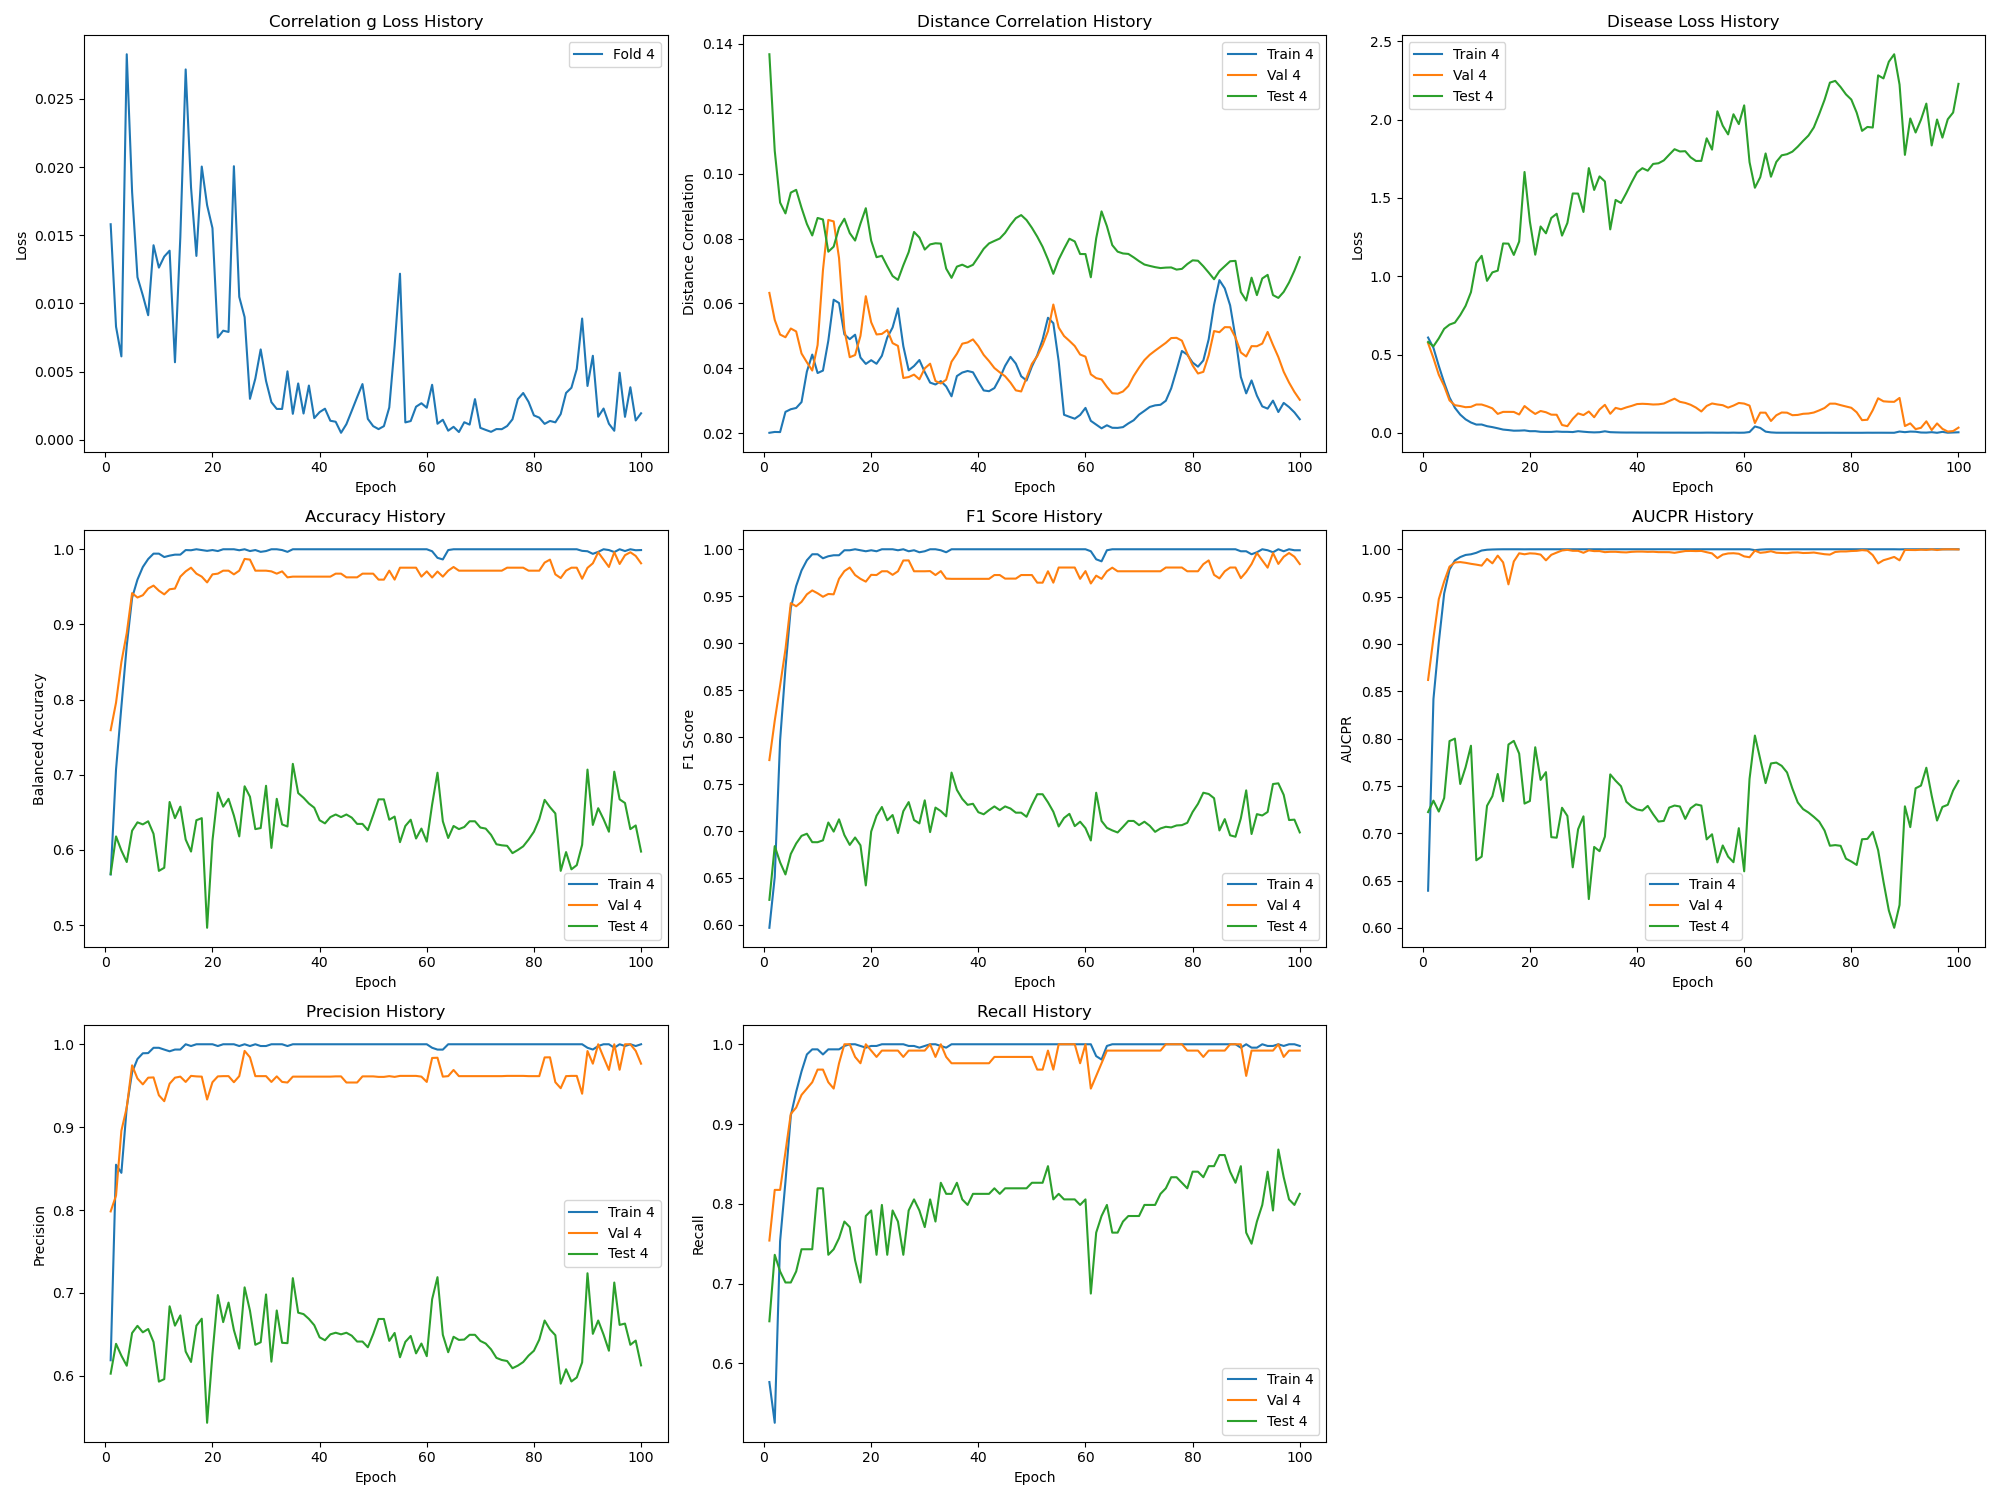 Correlation g Loss History
Loss
0.025
0.020
0.015
0.010
0.005
0.000
0 20 40 60 80 100
Epoch
Fold 4
Distance Correlation History
Distance Correlation
0.14
0.12
0.10
0.08
0.06
0.04
0.02
0 20 40 60 80 100
Epoch
Train 4
Val 4
Test 4
Disease Loss History
Loss
2.5
2.0
1.5
1.0
0.5
0.0
0 20 40 60 80 100
Epoch
Train 4
Val 4
Test 4
Accuracy History
Balanced Accuracy
1.0
0.9
0.8
0.7
0.6
0.5
0 20 40 60 80 100
Epoch
Train 4
Val 4
Test 4
F1 Score History
F1 Score
1.00
0.95
0.90
0.85
0.80
0.75
0.70
0.65
0.60
0 20 40 60 80 100
Epoch
Train 4
Val 4
Test 4
AUCPR History
AUCPR
1.00
0.95
0.90
0.85
0.80
0.75
0.70
0.65
0.60
0 20 40 60 80 100
Epoch
Train 4
Val 4
Test 4
Precision History
Precision
1.0
0.9
0.8
0.7
0.6
0 20 40 60 80 100
Epoch
Train 4
Val 4
Test 4
Recall History
Recall
1.0
0.9
0.8
0.7
0.6
0 20 40 60 80 100
Epoch
Train 4
Val 4
Test 4